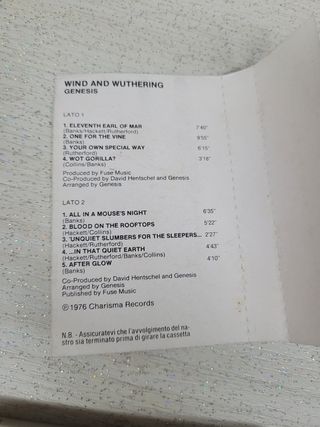 WIND AND WUTHERING
GENESIS
LATO 1
1. ELEVENTH EARL OF MAR 7'40"
(Banks/Hackett/Rutherford)
2. ONE FOR THE VINE 9'55"
(Banks)
3. YOUR OWN SPECIAL WAY 6'15"
(Rutherford)
4. WOT GORILLA? 3'18"
(Collins/Banks)
Produced by Fuse Music
Co-Produced by David Hentschel and Genesis
Arranged by Genesis
LATO 2
1. ALL IN A MOUSE'S NIGHT 6'35"
(Banks)
2. BLOOD ON THE ROOFTOPS 5'22"
(Hackett/Collins)
3. 'UNQUIET SLUMBERS FOR THE SLEEPERS... 2'27"
(Hackett/Rutherford)
4. ...IN THAT QUIET EARTH 4'43"
(Hackett/Rutherford/Banks/Collins)
5. AFTER GLOW 4'10"
(Banks)
Co-Produced by David Hentschel and Genesis
Arranged by Genesis
Published by Fuse Music
℗ 1976 Charisma Records
N.B. - Assicuratevi che l'avvolgimento del na-
stro sia terminato prima di girare la cassetta